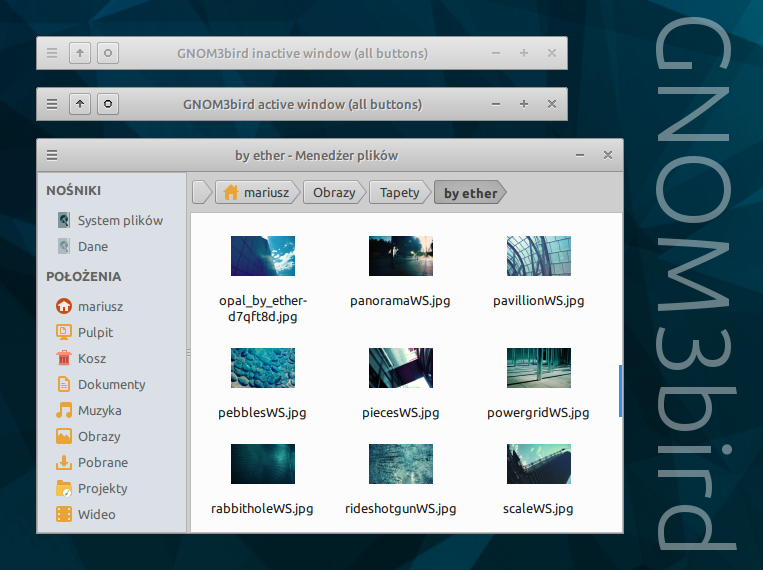 GNOM3bird inactive window (all buttons)
GNOM3bird active window (all buttons)
by ether - Menedżer plików
NOŚNIKI
System plików
Dane
POŁOŻENIA
mariusz
Pulpit
Kosz
Dokumenty
Muzyka
Obrazy
Pobrane
Projekty
Wideo
mariusz
Obrazy
Tapety
by ether
opal_by_ether-
d7qft8d.jpg
panoramaWS.jpg
pavillionWS.jpg
pebblesWS.jpg
piecesWS.jpg
powergridWS.jpg
rabbitholeWS.jpg
rideshotgunWS.jpg
scaleWS.jpg
GNOM3bird